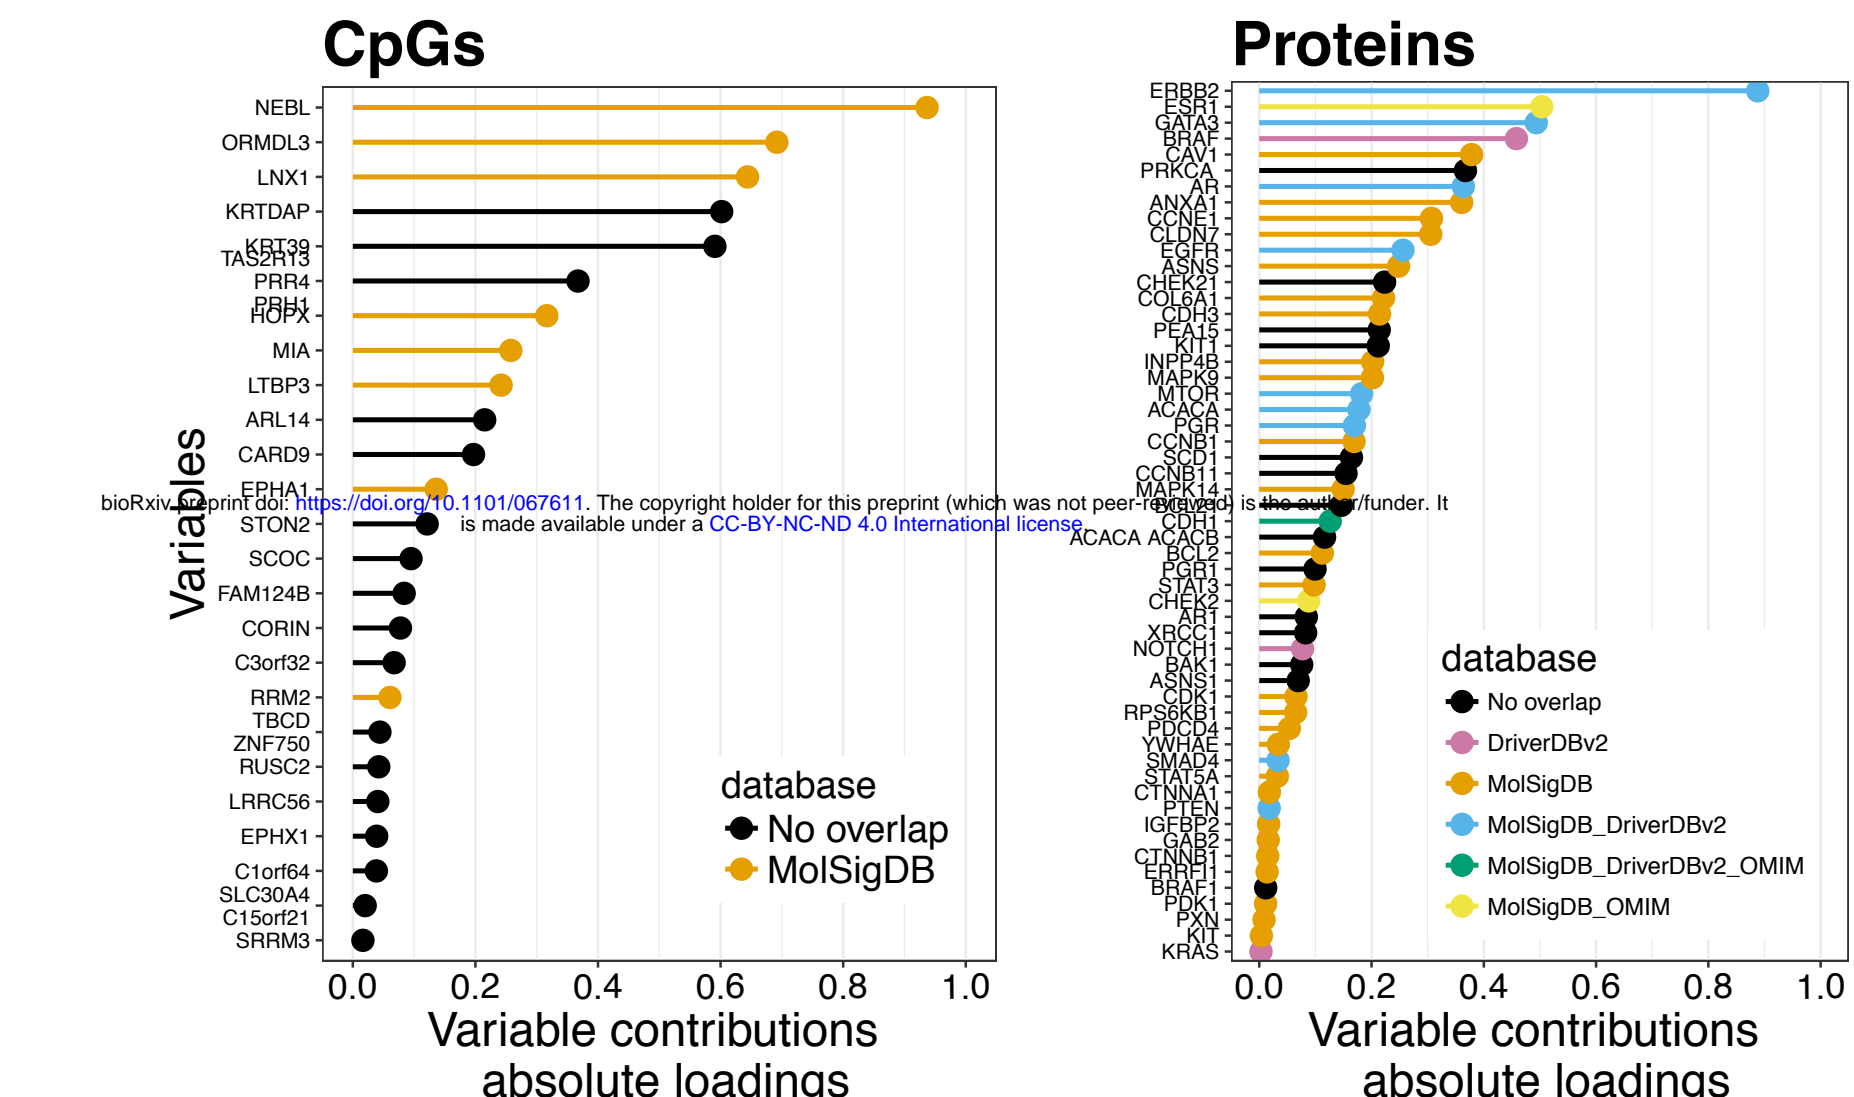 CpGs
NEBL
ORMDL3
LNX1
KRTDAP
KRT39
TAS2R13
PRR4
PRH1
HOPX
MIA
LTBP3
ARL14
CARD9
EPHA1
STON2
SCOC
FAM124B
CORIN
C3orf32
RRM2
TBCD
ZNF750
RUSC2
LRRC56
EPHX1
C1orf64
SLC30A4
C15orf21
SRRM3
Variables
database
No overlap
MolSigDB
0.0 0.2 0.4 0.6 0.8 1.0
Variable contributions
absolute loadings
bioRxiv preprint doi: https://doi.org/10.1101/067611. The copyright holder for this preprint (which was not peer-reviewed) is the author/funder. It
is made available under a CC-BY-NC-ND 4.0 International license.
Proteins
ERBB2
ESR1
GATA3
BRAF
CAV1
PRKCA
AR
ANXA1
CCNE1
CLDN7
EGFR
ASNS
CHEK21
COL6A1
CDH3
PEA15
KIT1
INPP4B
MAPK9
MTOR
ACACA
PGR
CCNB1
SCD1
CCNB11
MAPK14
BCL21
CDH1
ACACA ACACB
BCL2
PGR1
STAT3
CHEK2
AR1
XRCC1
NOTCH1
BAK1
ASNS1
CDK1
RPS6KB1
PDCD4
YWHAE
SMAD4
STAT5A
CTNNA1
PTEN
IGFBP2
GAB2
CTNNB1
ERRFI1
BRAF1
PDK1
PXN
KIT
KRAS
database
No overlap
DriverDBv2
MolSigDB
MolSigDB_DriverDBv2
MolSigDB_DriverDBv2_OMIM
MolSigDB_OMIM
0.0 0.2 0.4 0.6 0.8 1.0
Variable contributions
absolute loadings